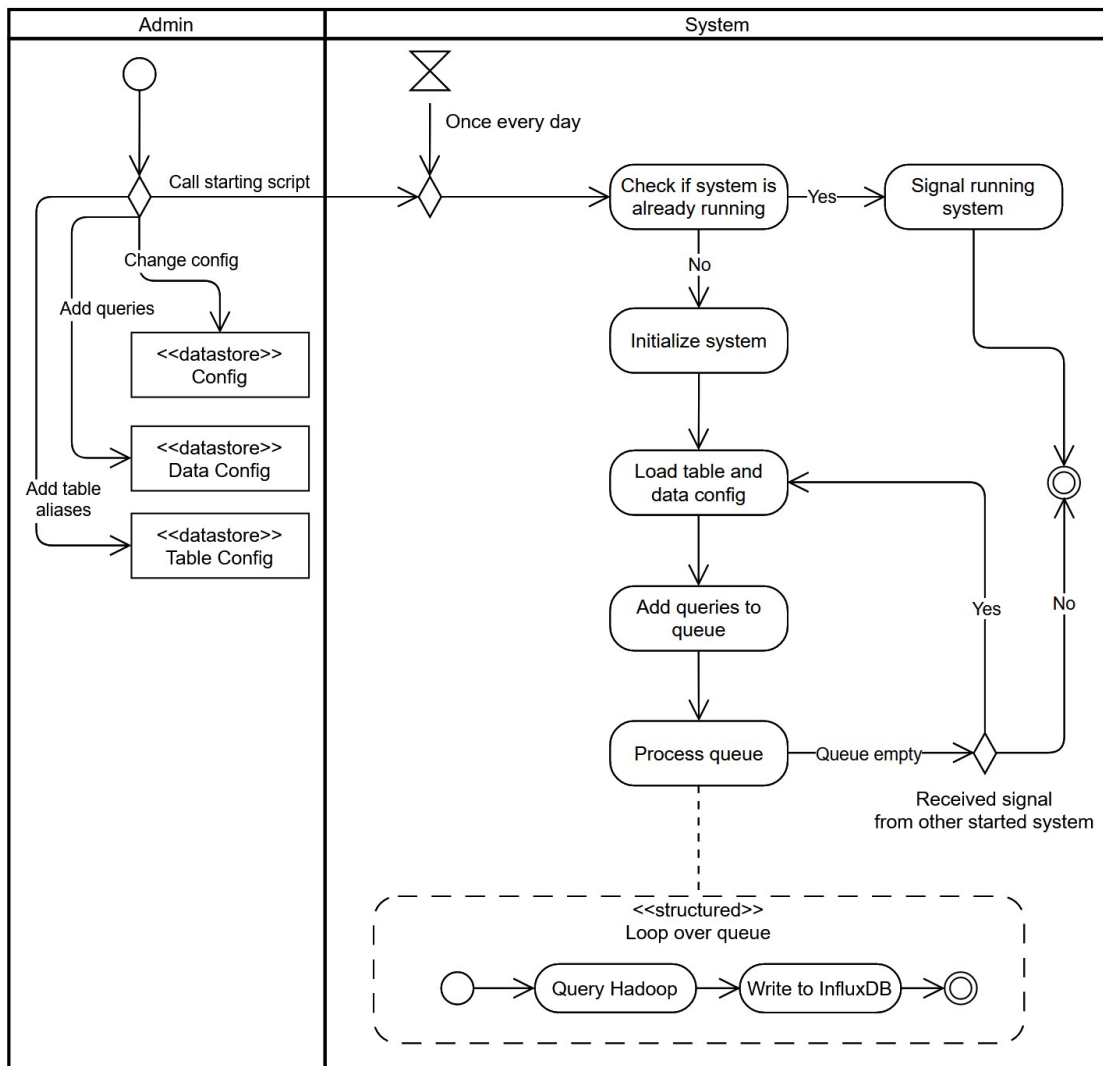 Admin
System
Once every day
Call starting script
Check if system is
already running
Yes
Signal running
system
Change config
No
Add queries
Initialize system
<<datastore>>
Config
<<datastore>>
Data Config
Load table and
data config
Add table
aliases
<<datastore>>
Table Config
Add queries to
queue
Yes
No
Process queue
Queue empty
Received signal
from other started system
<<structured>>
Loop over queue
Query Hadoop
Write to InfluxDB